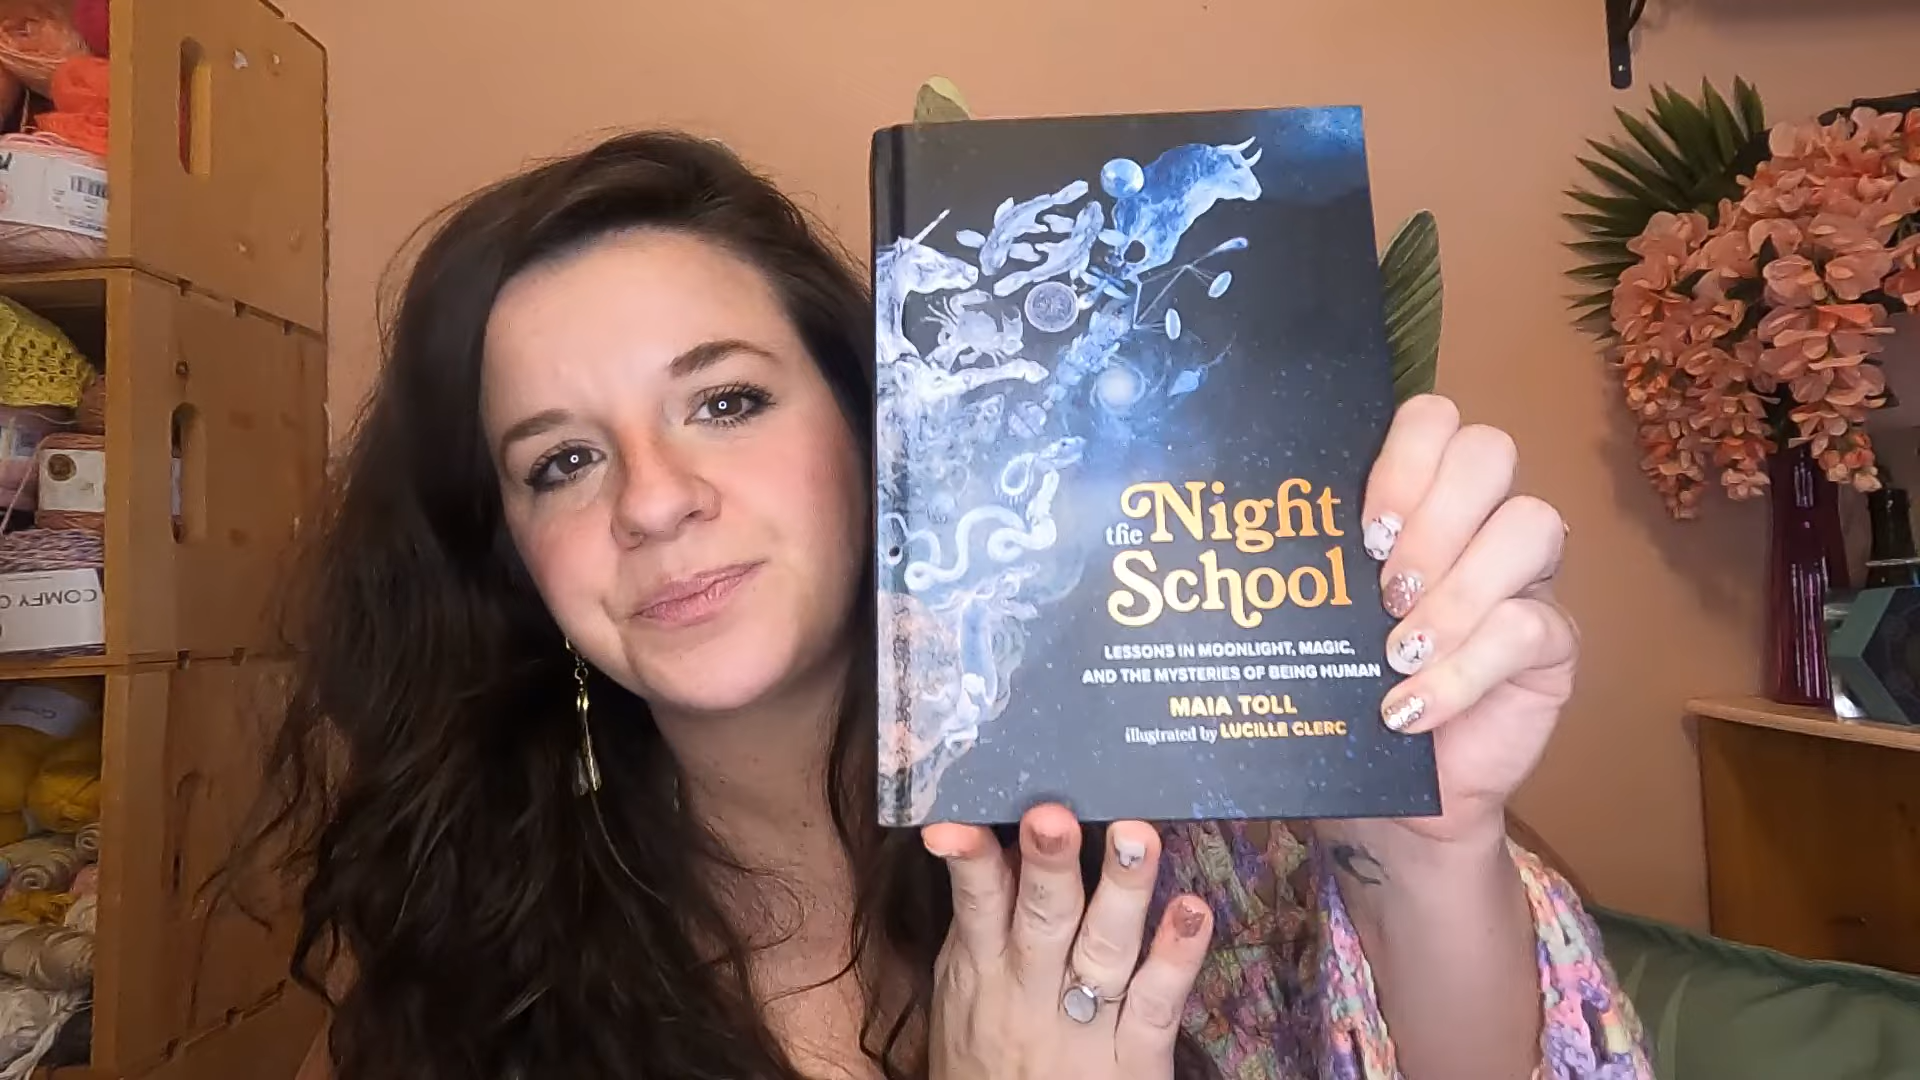 the Night
School
LESSONS IN MOONLIGHT, MAGIC,
AND THE MYSTERIES OF BEING HUMAN
MAIA TOLL
illustrated by LUCILLE CLERC
COMFY